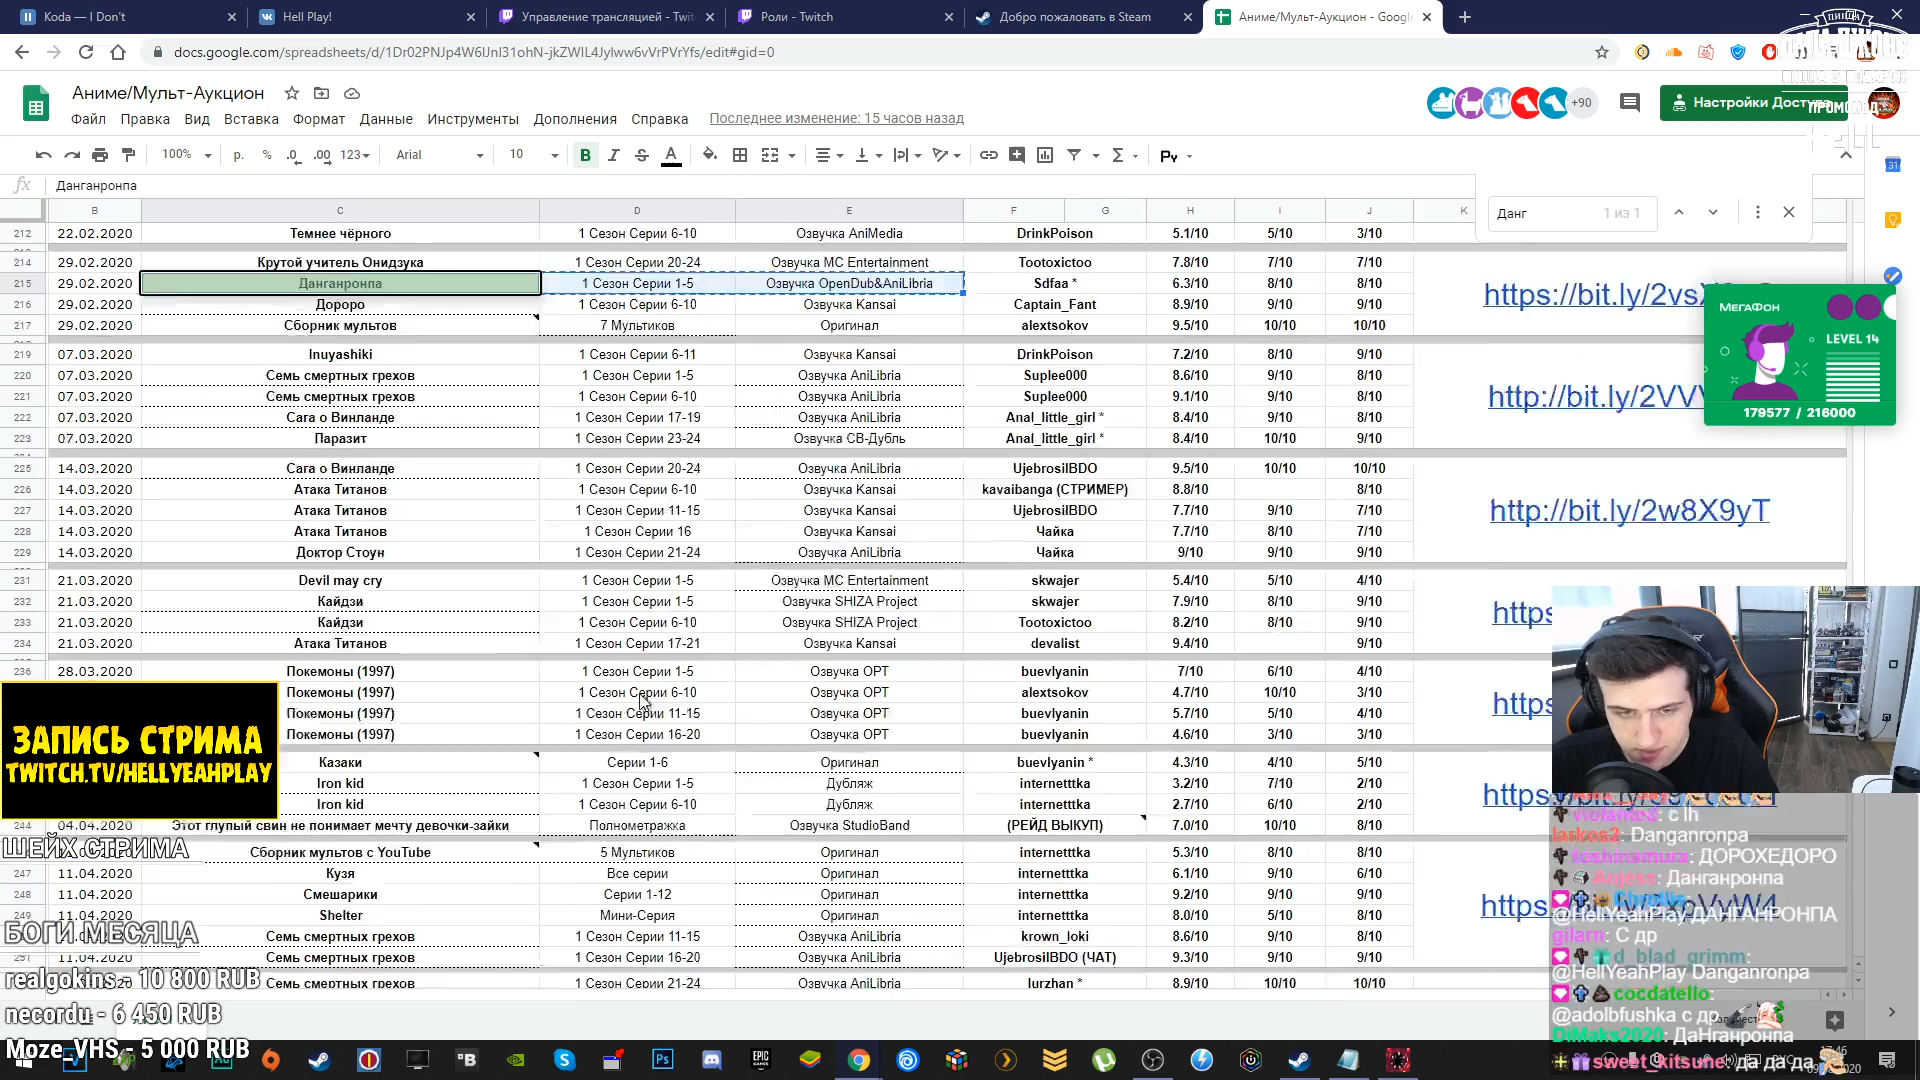 Koda — I Don't
Hell Play!
Управление трансляцией - Twitc
Роли - Twitch
Добро пожаловать в Steam
Аниме/Мульт-Аукцион - Google
docs.google.com/spreadsheets/d/1Dr02PNJp4W6lJnI31ohN-jkZWIL4Jylww6vVrPVrYfs/edit#gid=0
Аниме/Мульт-Аукцион
+90
Настройки Доступа
ПРОМОКОД
Файл Правка Вид Вставка Формат Данные Инструменты Дополнения Справка Последнее изменение: 15 часов назад
100% р. % .0 .00 123 Arial 10 B I S A Ру
fx Данганронпа
Данг 1 из 1
B C D E F G H I J K
212 22.02.2020 Темнее чёрного 1 Сезон Серии 6-10 Озвучка AniMedia DrinkPoison 5.1/10 5/10 3/10
214 29.02.2020 Крутой учитель Онидзука 1 Сезон Серии 20-24 Озвучка MC Entertainment Tootoxictoo 7.8/10 7/10 7/10
215 29.02.2020 Данганронпа 1 Сезон Серии 1-5 Озвучка OpenDub&AniLibria Sdfaa * 6.3/10 8/10 8/10
216 29.02.2020 Дороро 1 Сезон Серии 6-10 Озвучка Kansai Captain_Fant 8.9/10 9/10 9/10
217 29.02.2020 Сборник мультов 7 Мультиков Оригинал alextsokov 9.5/10 10/10 10/10
https://bit.ly/2vsX
219 07.03.2020 Inuyashiki 1 Сезон Серии 6-11 Озвучка Kansai DrinkPoison 7.2/10 8/10 9/10
220 07.03.2020 Семь смертных грехов 1 Сезон Серии 1-5 Озвучка AniLibria Suplee000 8.6/10 9/10 8/10
221 07.03.2020 Семь смертных грехов 1 Сезон Серии 6-10 Озвучка AniLibria Suplee000 9.1/10 9/10 8/10
222 07.03.2020 Сага о Винланде 1 Сезон Серии 17-19 Озвучка AniLibria Anal_little_girl * 8.4/10 9/10 8/10
223 07.03.2020 Паразит 1 Сезон Серии 23-24 Озвучка СВ-Дубль Anal_little_girl * 8.4/10 10/10 9/10
http://bit.ly/2VV
МЕГАФОН
LEVEL 14
179577 / 216000
225 14.03.2020 Сага о Винланде 1 Сезон Серии 20-24 Озвучка AniLibria UjebrosilBDO 9.5/10 10/10 10/10
226 14.03.2020 Атака Титанов 1 Сезон Серии 6-10 Озвучка Kansai kavaibanga (СТРИМЕР) 8.8/10 8/10
227 14.03.2020 Атака Титанов 1 Сезон Серии 11-15 Озвучка Kansai UjebrosilBDO 7.7/10 9/10 7/10
228 14.03.2020 Атака Титанов 1 Сезон Серии 16 Озвучка Kansai Чайка 7.7/10 8/10 7/10
229 14.03.2020 Доктор Стоун 1 Сезон Серии 21-24 Озвучка AniLibria Чайка 9/10 9/10 9/10
http://bit.ly/2w8X9yT
231 21.03.2020 Devil may cry 1 Сезон Серии 1-5 Озвучка MC Entertainment skwajer 5.4/10 5/10 4/10
232 21.03.2020 Кайдзи 1 Сезон Серии 1-5 Озвучка SHIZA Project skwajer 7.9/10 8/10 9/10
233 21.03.2020 Кайдзи 1 Сезон Серии 6-10 Озвучка SHIZA Project Tootoxictoo 8.2/10 8/10 9/10
234 21.03.2020 Атака Титанов 1 Сезон Серии 17-21 Озвучка Kansai devalist 9.4/10 9/10
https
236 28.03.2020 Покемоны (1997) 1 Сезон Серии 1-5 Озвучка ОРТ buevlyanin 7/10 6/10 4/10
Покемоны (1997) 1 Сезон Серии 6-10 Озвучка ОРТ alextsokov 4.7/10 10/10 3/10
Покемоны (1997) 1 Сезон Серии 11-15 Озвучка ОРТ buevlyanin 5.7/10 5/10 4/10
Покемоны (1997) 1 Сезон Серии 16-20 Озвучка ОРТ buevlyanin 4.6/10 3/10 3/10
https
ЗАПИСЬ СТРИМА
TWITCH.TV/HELLYEAHPLAY
Казаки Серии 1-6 Оригинал buevlyanin * 4.3/10 4/10 5/10
Iron kid 1 Сезон Серии 1-5 Дубляж internetttka 3.2/10 7/10 2/10
Iron kid 1 Сезон Серии 6-10 Дубляж internetttka 2.7/10 6/10 2/10
244 04.04.2020 Этот глупый свин не понимает мечту девочки-зайки Полнометражка Озвучка StudioBand (РЕЙД ВЫКУП) 7.0/10 10/10 8/10
ШЕЙХ СТРИМА
Сборник мультов с YouTube 5 Мультиков Оригинал internetttka 5.3/10 8/10 8/10
247 11.04.2020 Кузя Все серии Оригинал internetttka 6.1/10 9/10 6/10
248 11.04.2020 Смешарики Серии 1-12 Оригинал internetttka 9.2/10 9/10 9/10
249 11.04.2020 Shelter Мини-Серия Оригинал internetttka 8.0/10 5/10 8/10
Семь смертных грехов 1 Сезон Серии 11-15 Озвучка AniLibria krown_loki 8.6/10 9/10 8/10
251 11.04.2020 Семь смертных грехов 1 Сезон Серии 16-20 Озвучка AniLibria UjebrosilBDO (ЧАТ) 9.3/10 9/10 9/10
Семь смертных грехов 1 Сезон Серии 21-24 Озвучка AniLibria lurzhan * 8.9/10 10/10 10/10
БОГИ МЕСЯЦА
realgokins - 10 800 RUB
necordu - 6 450 RUB
Moze_VHS - 5 000 RUB
larkos2: Danganronpa
ДОРОХЕДОРО
Данганронпа
@HellYeahPlay ДАНГАНРОНПА
gilarn: С др
d_blad_grimm:
@HellYeahPlay Danganronpa
cocdatello:
@adolbfushka с др
DiMaks2020: ДаНганронпа
sweet_kitsune: да да да